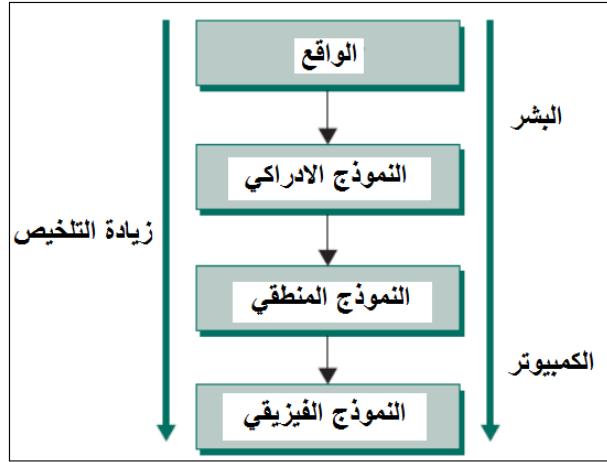 الواقع
البشر
النموذج الادراكي
زيادة التلخيص
النموذج المنطقي
الكمبيوتر
النموذج الفيزيقي